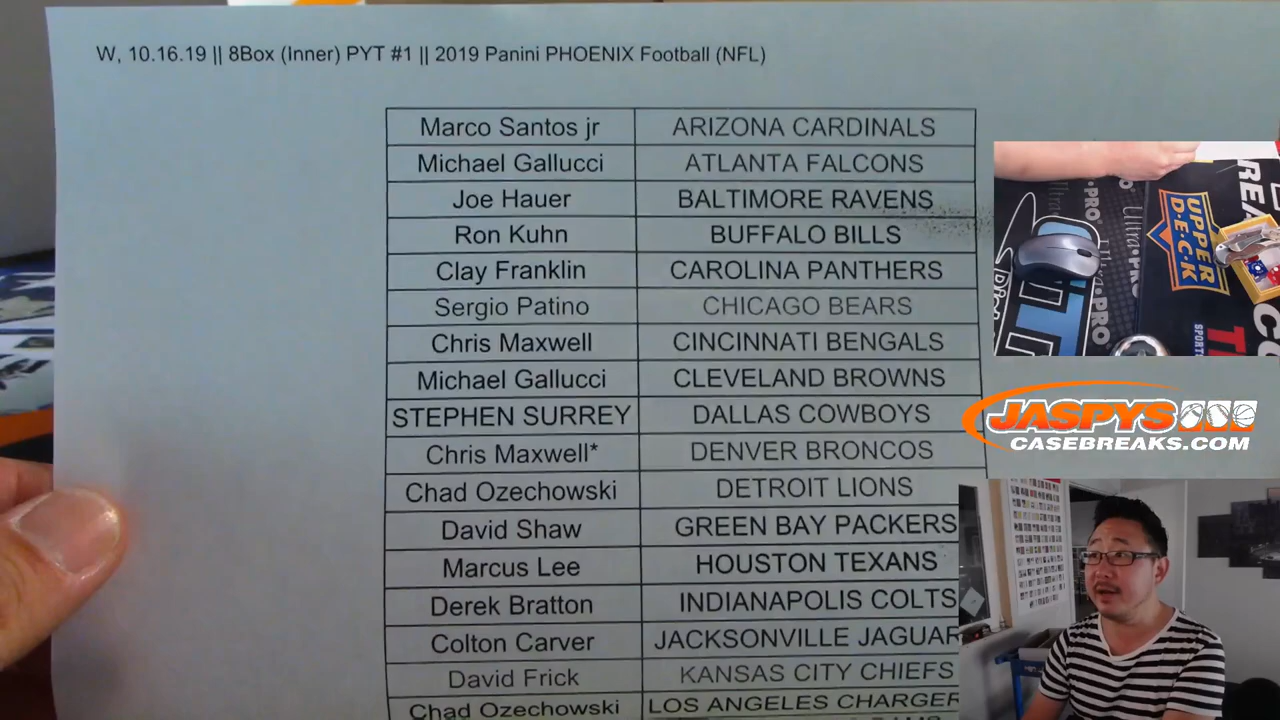 W, 10.16.19 || 8Box (Inner) PYT #1 || 2019 Panini PHOENIX Football (NFL)
Marco Santos jr ARIZONA CARDINALS
Michael Gallucci ATLANTA FALCONS
Joe Hauer BALTIMORE RAVENS
Ron Kuhn BUFFALO BILLS
Clay Franklin CAROLINA PANTHERS
Sergio Patino CHICAGO BEARS
Chris Maxwell CINCINNATI BENGALS
Michael Gallucci CLEVELAND BROWNS
STEPHEN SURREY DALLAS COWBOYS
Chris Maxwell* DENVER BRONCOS
Chad Ozechowski DETROIT LIONS
David Shaw GREEN BAY PACKERS
Marcus Lee HOUSTON TEXANS
Derek Bratton INDIANAPOLIS COLTS
Colton Carver JACKSONVILLE JAGUAR
David Frick KANSAS CITY CHIEFS
Chad Ozechowski LOS ANGELES CHARGER
UPPER
DECK
JASPYS
CASEBREAKS.COM